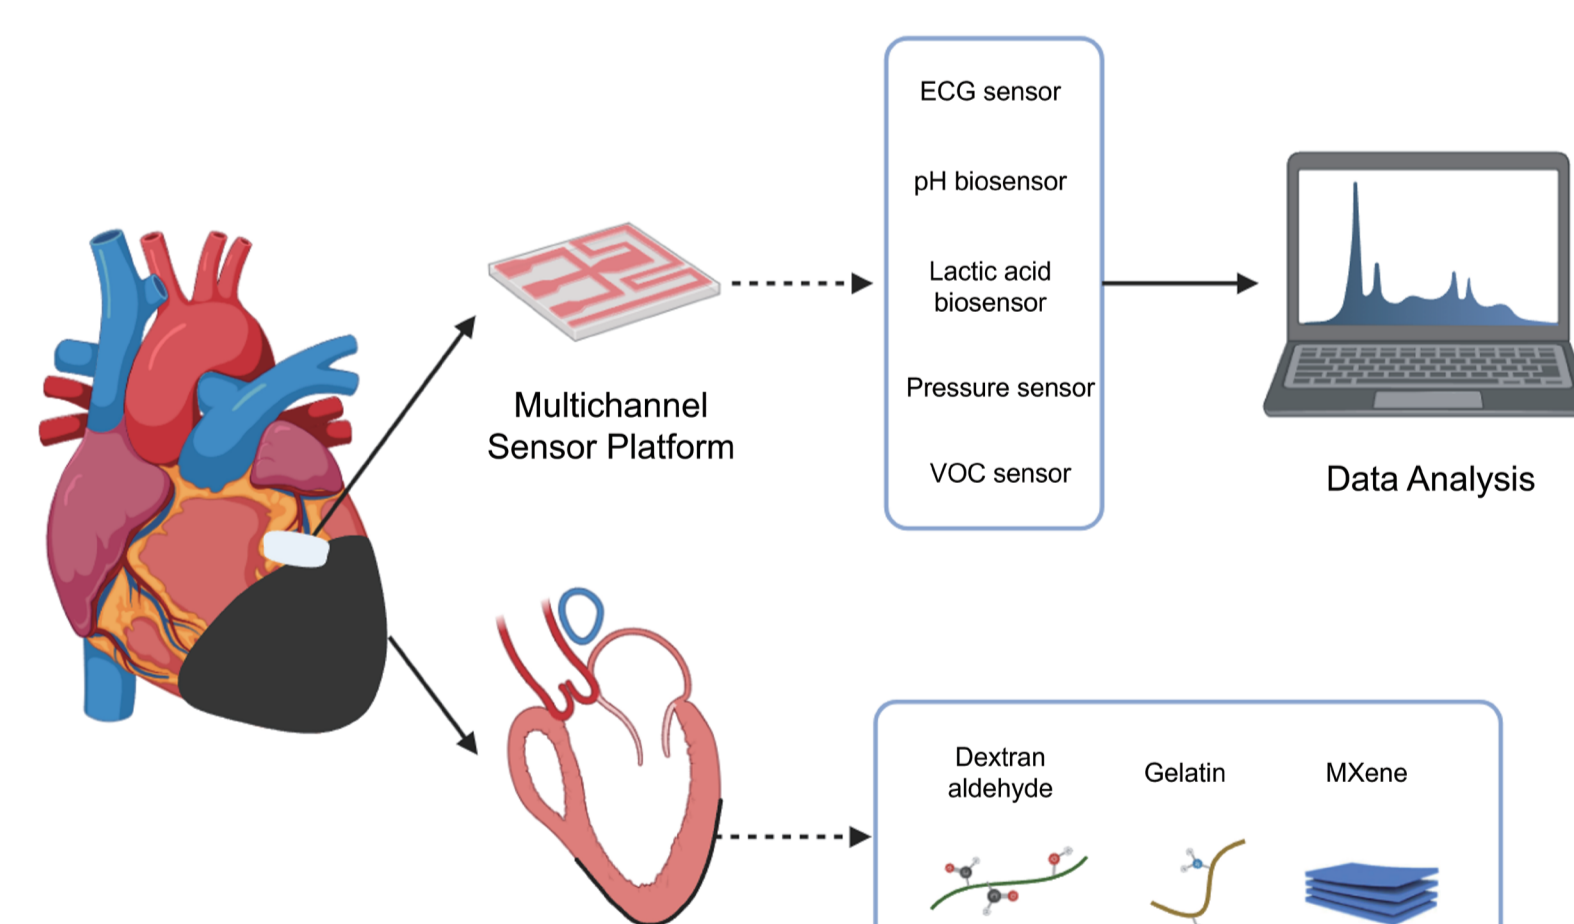 ECG sensor
pH biosensor
Lactic acid
biosensor
Pressure sensor
VOC sensor
Multichannel
Sensor Platform
Data Analysis
Dextran
aldehyde
Gelatin
MXene